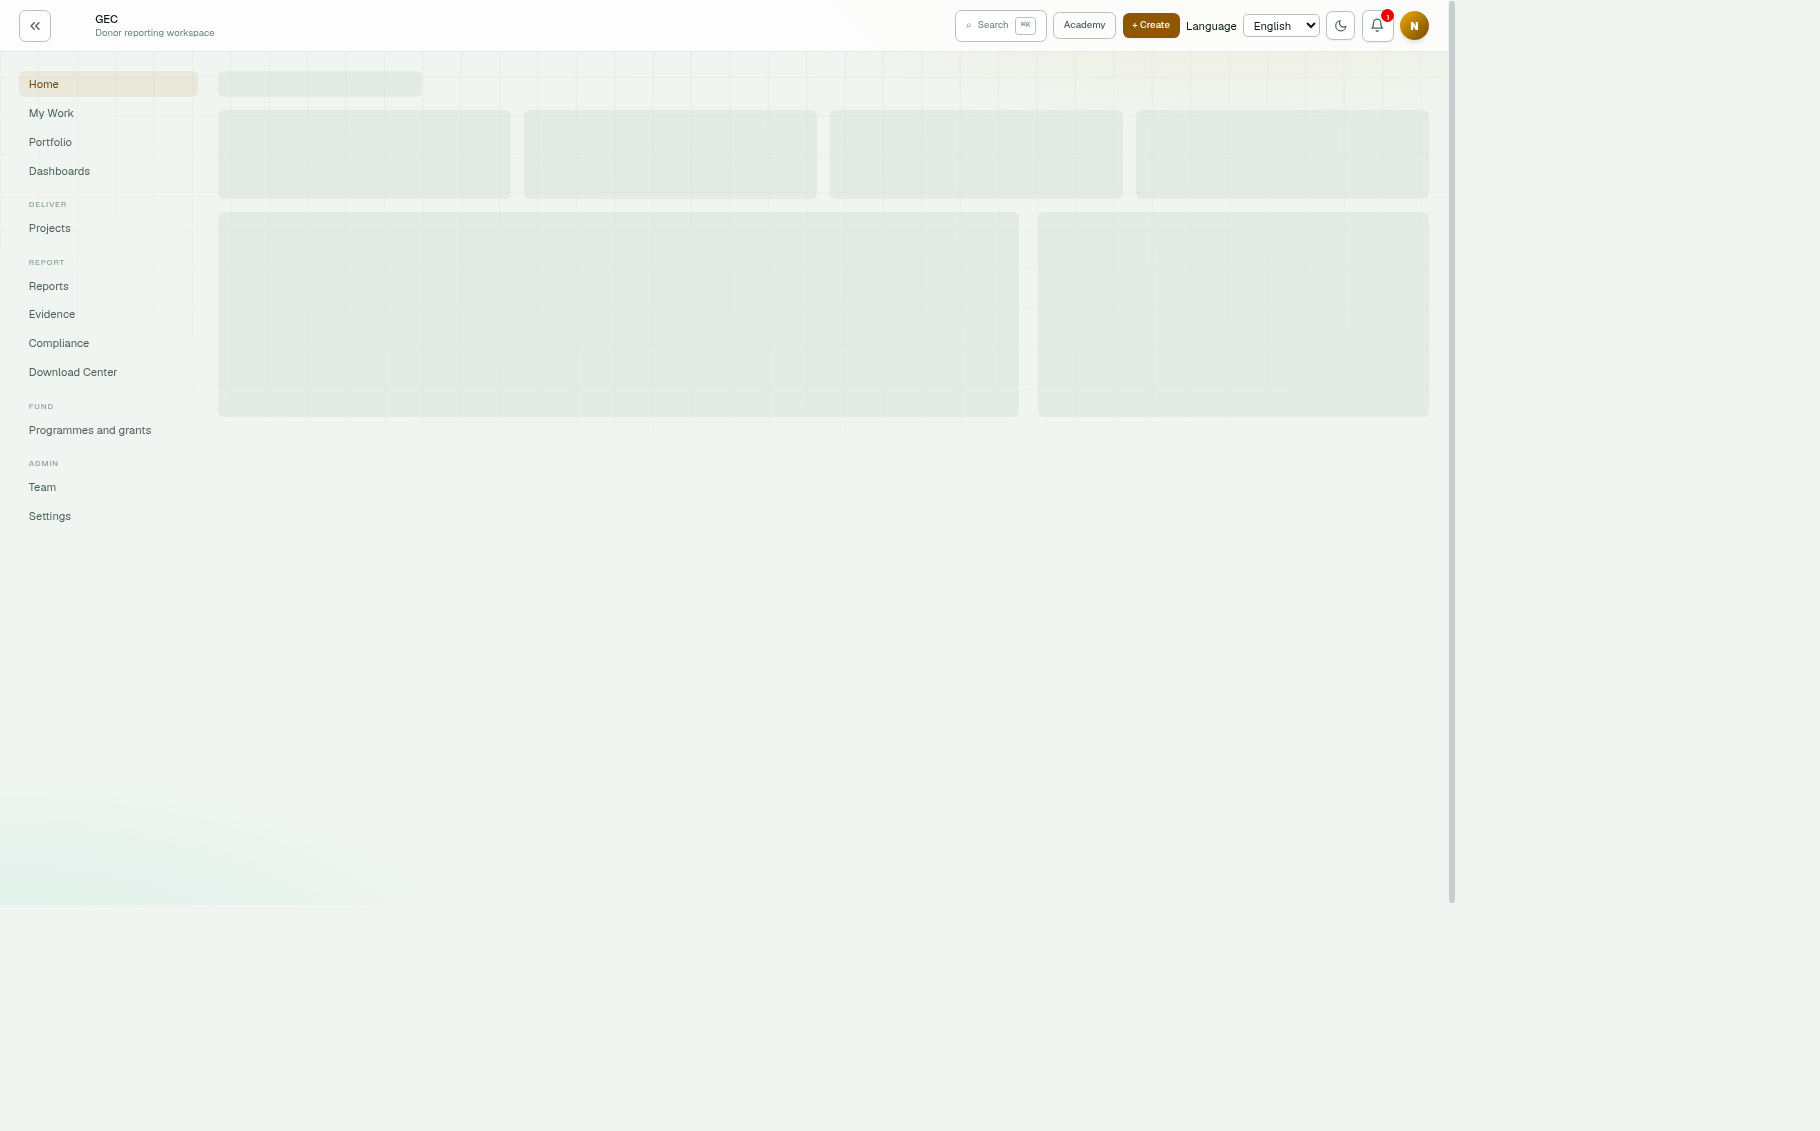 GEC
Donor reporting workspace
Search ⌘K
Academy
+ Create
Language
English
1
N
Home
My Work
Portfolio
Dashboards
DELIVER
Projects
REPORT
Reports
Evidence
Compliance
Download Center
FUND
Programmes and grants
ADMIN
Team
Settings